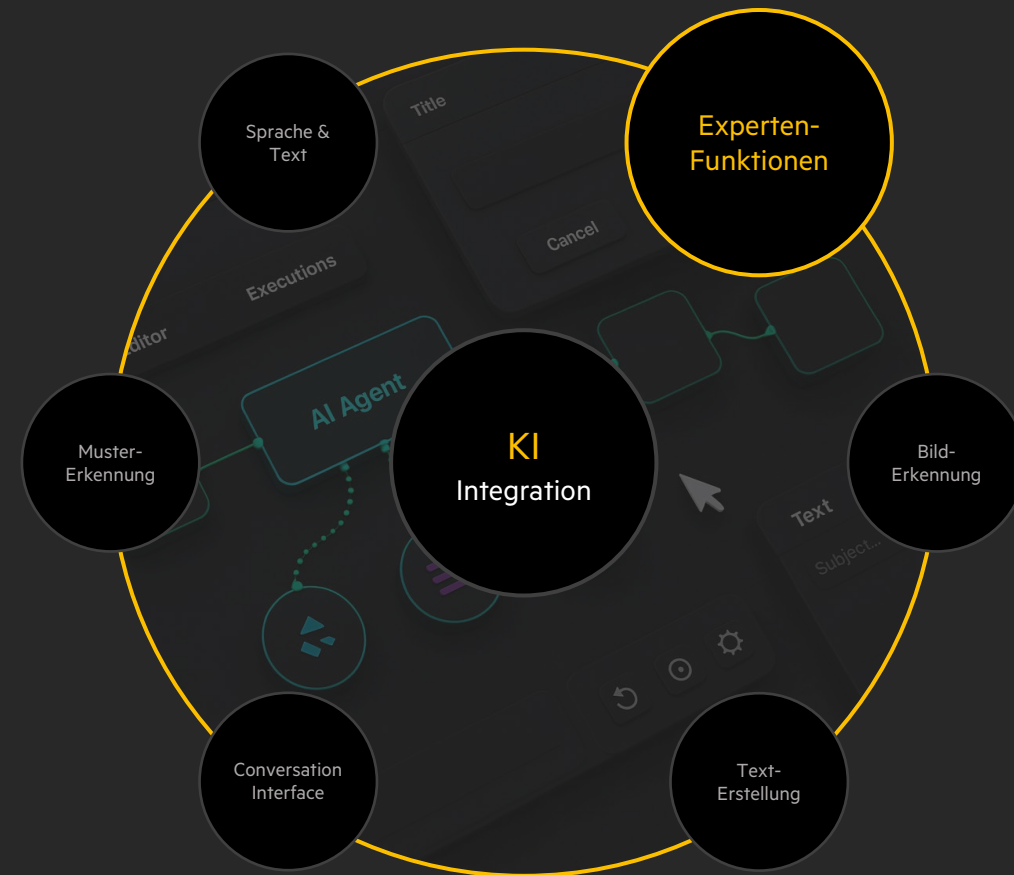 Sprache &
Text
Experten-
Funktionen
Title
Cancel
Executions
Editor
AI Agent
KI
Integration
Muster-
Erkennung
Bild-
Erkennung
Text
Subject...
Conversation
Interface
Text-
Erstellung